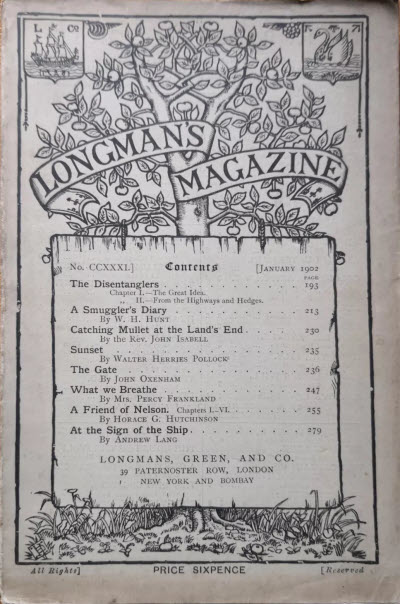 L Co
LONGMAN'S
MAGAZINE
No. CCXXXI.] Contents [JANUARY 1902
PAGE
The Disentanglers . . . . . . . . . . . 193
Chapter I.—The Great Idea.
„ II.—From the Highways and Hedges.
A Smuggler's Diary . . . . . . . . . . 213
By W. H. HUNT
Catching Mullet at the Land's End . . . . . 230
By the Rev. JOHN ISABELL
Sunset . . . . . . . . . . . . . 235
By WALTER HERRIES POLLOCK
The Gate . . . . . . . . . . . . 236
By JOHN OXENHAM
What we Breathe . . . . . . . . . . . 247
By MRS. PERCY FRANKLAND
A Friend of Nelson. Chapters I.-VI. . . . . . . 255
By HORACE G. HUTCHINSON
At the Sign of the Ship . . . . . . . . . 279
By ANDREW LANG
LONGMANS, GREEN, AND CO.
39 PATERNOSTER ROW, LONDON
NEW YORK AND BOMBAY
All Rights] PRICE SIXPENCE [Reserved